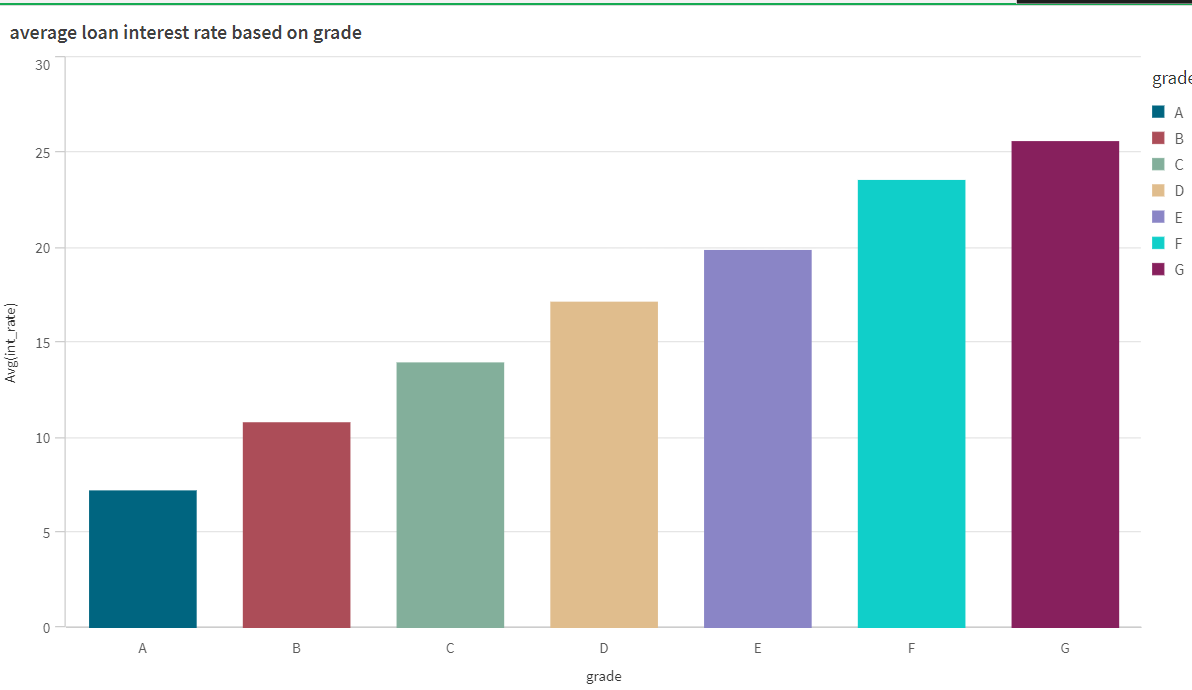 average loan interest rate based on grade
30
25
20
15
10
5
0
Avg(int_rate)
A
B
C
D
E
F
G
grade
grade
A
B
C
D
E
F
G